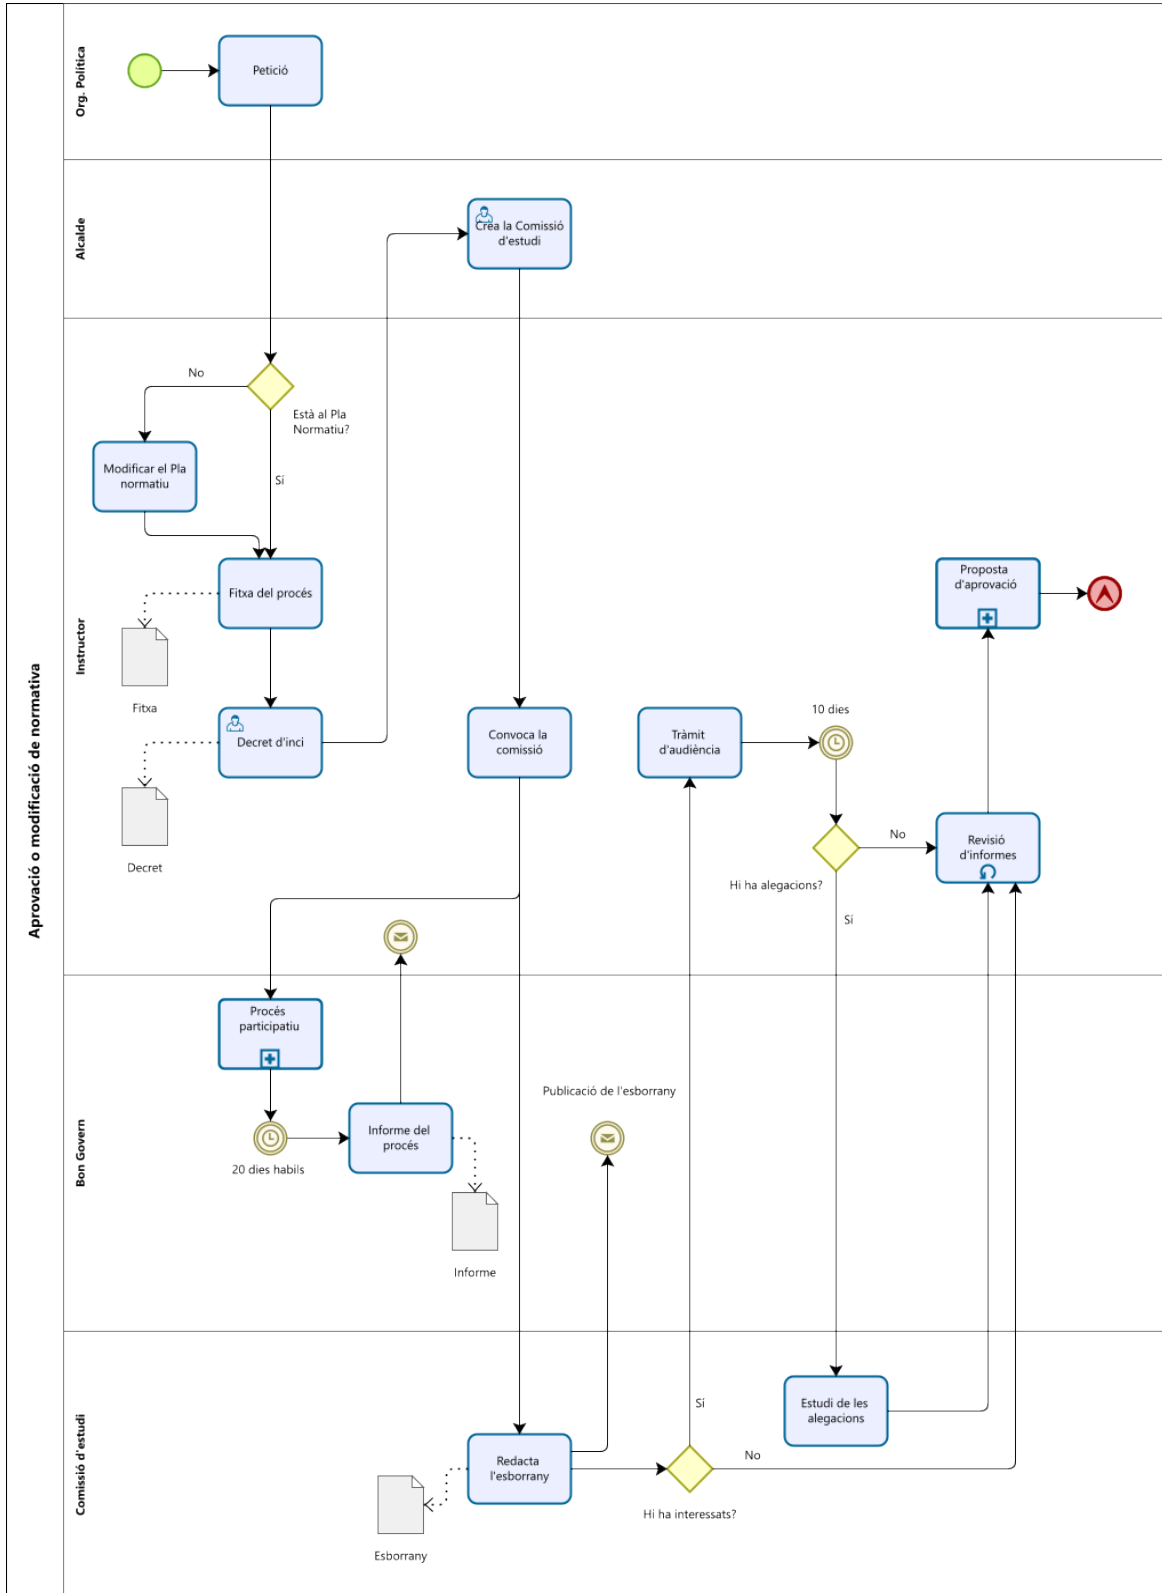 Aprovació o modificació de normativa
Org. Política
Petició
Alcalde
Crea la Comissió
d'estudi
Instructor
No
Està al Pla
Normatiu?
Modificar el Pla
normatiu
Sí
Fitxa del procés
Fitxa
Proposta
d'aprovació
Decret d'inci
Decret
Convoca la
comissió
Tràmit
d'audiència
10 dies
No
Hi ha alegacions?
Sí
Revisió
d'informes
Bon Govern
Procés
participatiu
20 dies habils
Informe del
procés
Informe
Publicació de l'esborrany
Comissió d'estudi
Redacta
l'esborrany
Esborrany
Sí
No
Hi ha interessats?
Estudi de les
alegacions